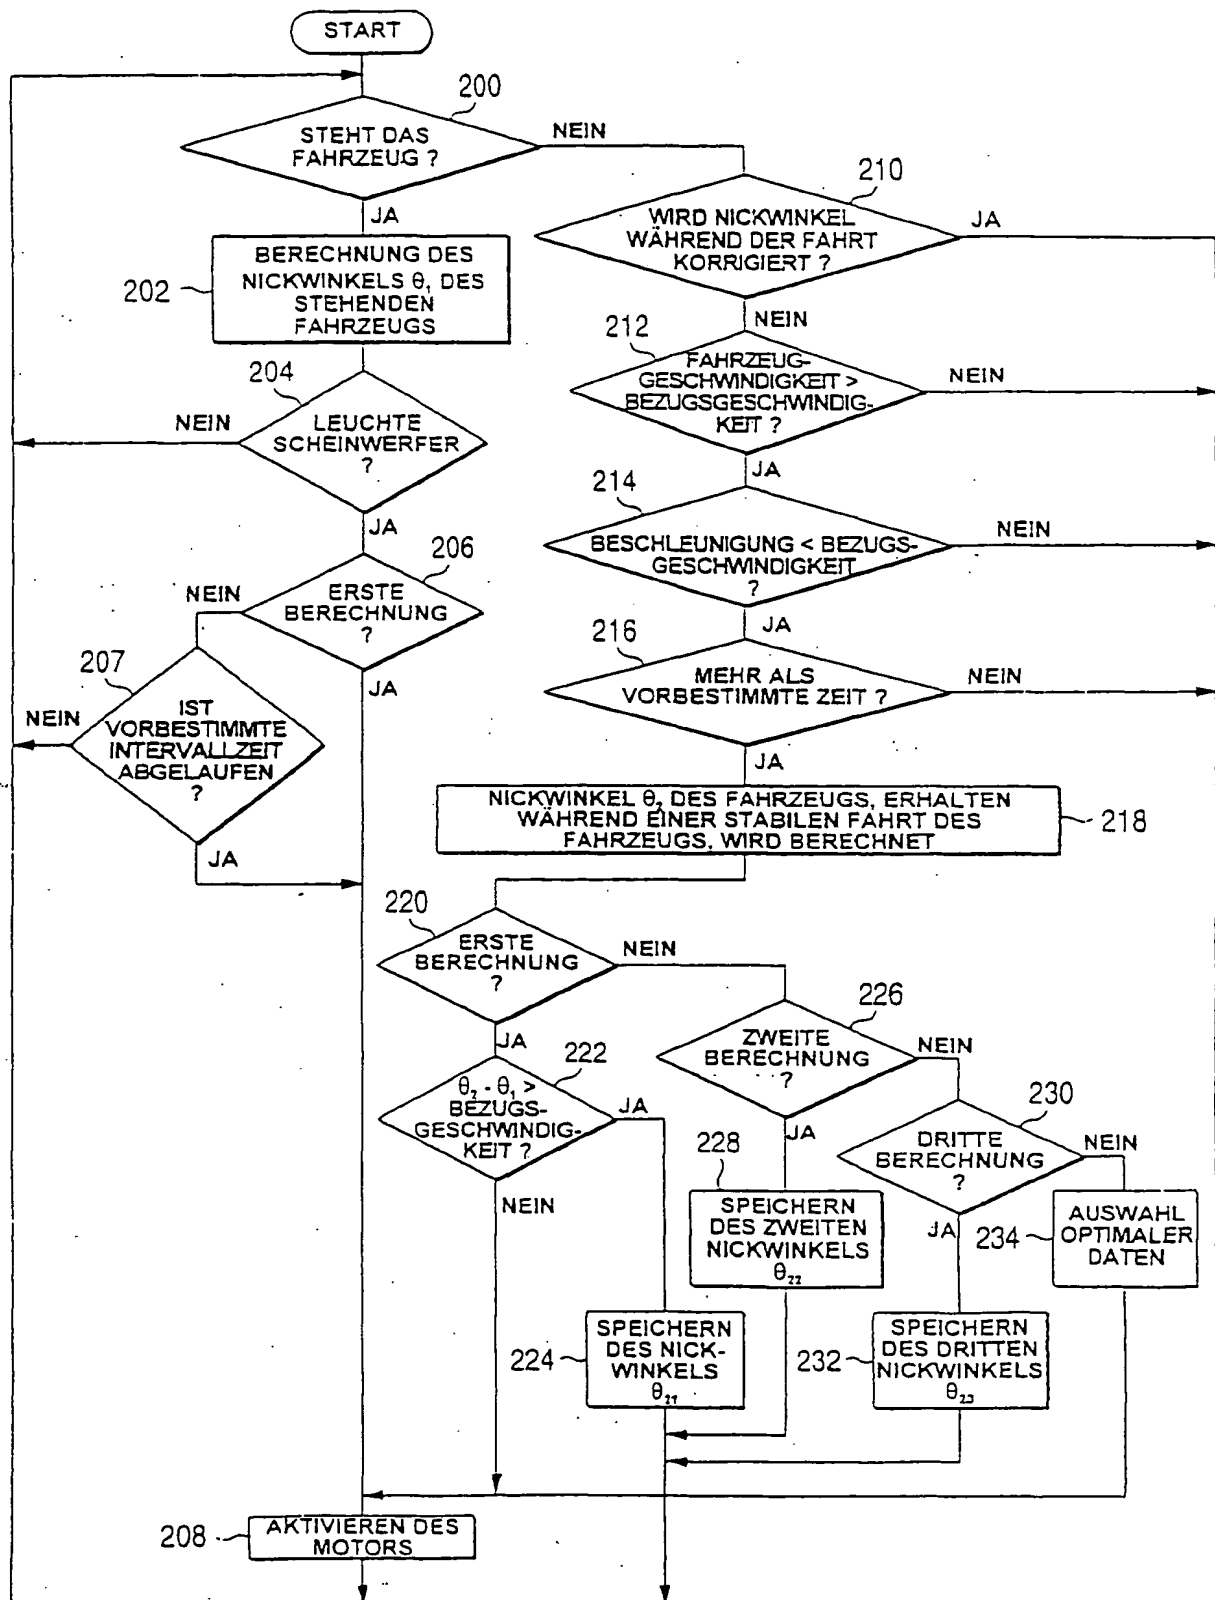 START
200
STEHT DAS
FAHRZEUG ?
NEIN
JA
210
WIRD NICKWINKEL
WÄHREND DER FAHRT
KORRIGIERT ?
JA
NEIN
202
BERECHNUNG DES
NICKWINKELS θ₁ DES
STEHENDEN
FAHRZEUGS
212
FAHRZEUG-
GESCHWINDIGKEIT >
BEZUGSGESCHWINDIG-
KEIT ?
NEIN
JA
204
LEUCHTE
SCHEINWERFER
?
NEIN
JA
214
BESCHLEUNIGUNG < BEZUGS-
GESCHWINDIGKEIT
?
NEIN
JA
206
ERSTE
BERECHNUNG
?
NEIN
JA
216
MEHR ALS
VORBESTIMMTE ZEIT ?
NEIN
JA
207
IST
VORBESTIMMTE
INTERVALLZEIT
ABGELAUFEN
?
NEIN
JA
NICKWINKEL θ₂ DES FAHRZEUGS, ERHALTEN
WÄHREND EINER STABILEN FAHRT DES
FAHRZEUGS, WIRD BERECHNET
218
220
ERSTE
BERECHNUNG
?
NEIN
JA
226
ZWEITE
BERECHNUNG
?
NEIN
JA
222
θ₂ - θ₁ >
BEZUGS-
GESCHWINDIG-
KEIT ?
JA
NEIN
230
DRITTE
BERECHNUNG
?
NEIN
JA
228
SPEICHERN
DES ZWEITEN
NICKWINKELS
θ₂₂
234
AUSWAHL
OPTIMALER
DATEN
224
SPEICHERN
DES NICK-
WINKELS
θ₂₁
232
SPEICHERN
DES DRITTEN
NICKWINKELS
θ₂₃
208
AKTIVIEREN DES
MOTORS